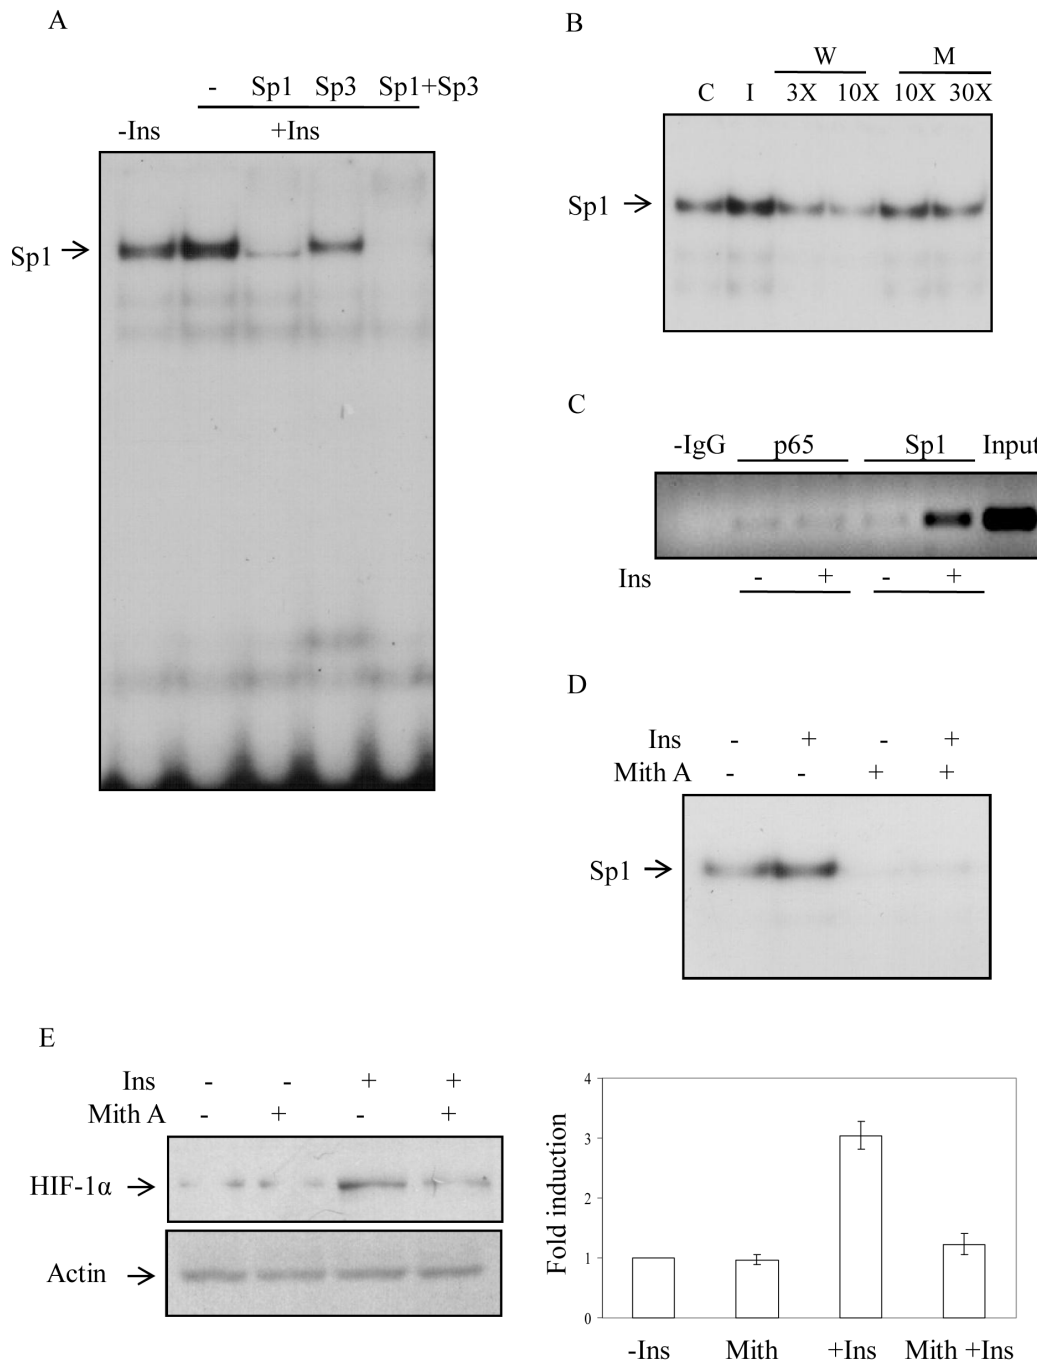 A
- Sp1 Sp3 Sp1+Sp3
-Ins +Ins
Sp1
B
W M
C I 3X 10X 10X 30X
Sp1
C
-IgG p65 Sp1 Input
Ins - + - +
D
Ins - + - +
Mith A - - + +
Sp1
E
Ins - - + +
Mith A - + - +
HIF-1α
Actin
Fold induction
4
3
2
1
0
-Ins Mith +Ins Mith +Ins